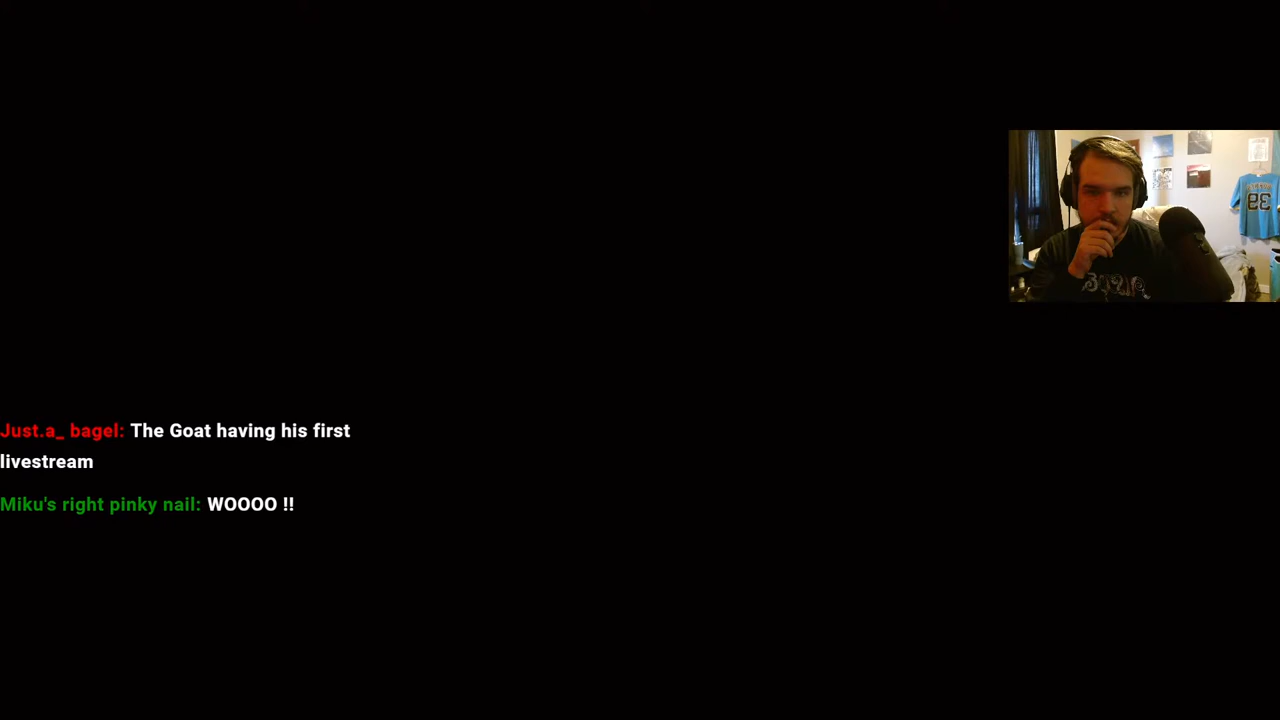 Just.a_ bagel: The Goat having his first
livestream
Miku's right pinky nail: WOOOO !!